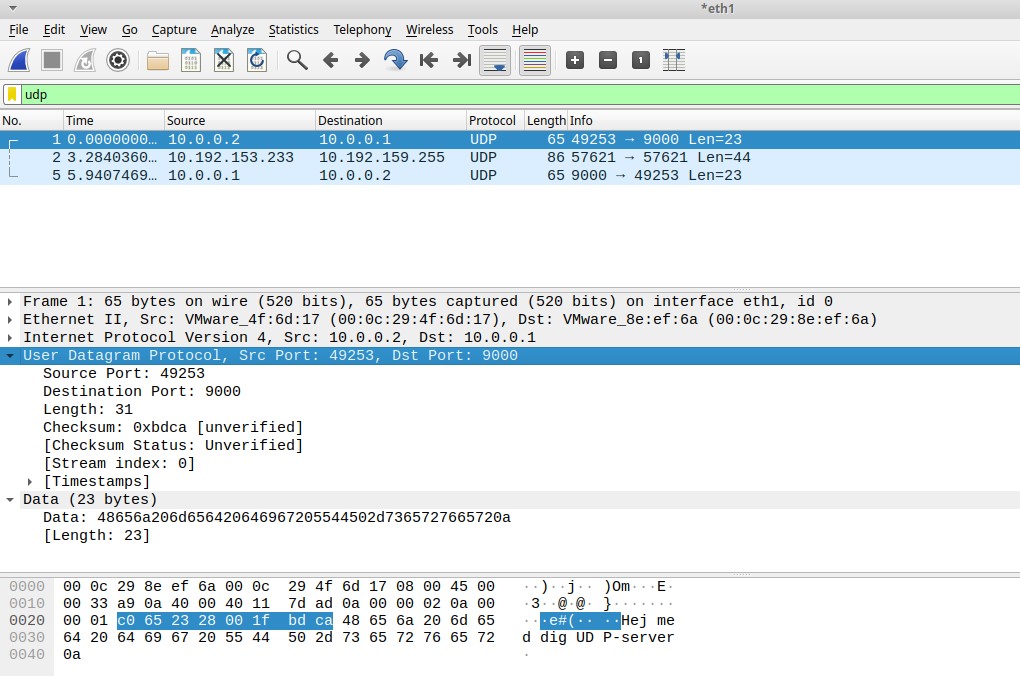 *eth1
File Edit View Go Capture Analyze Statistics Telephony Wireless Tools Help
udp
No. Time Source Destination Protocol Length Info
1 0.0000000… 10.0.0.2 10.0.0.1 UDP 65 49253 → 9000 Len=23
2 3.2840360… 10.192.153.233 10.192.159.255 UDP 86 57621 → 57621 Len=44
5 5.9407469… 10.0.0.1 10.0.0.2 UDP 65 9000 → 49253 Len=23
Frame 1: 65 bytes on wire (520 bits), 65 bytes captured (520 bits) on interface eth1, id 0
Ethernet II, Src: VMware_4f:6d:17 (00:0c:29:4f:6d:17), Dst: VMware_8e:ef:6a (00:0c:29:8e:ef:6a)
Internet Protocol Version 4, Src: 10.0.0.2, Dst: 10.0.0.1
User Datagram Protocol, Src Port: 49253, Dst Port: 9000
Source Port: 49253
Destination Port: 9000
Length: 31
Checksum: 0xbdca [unverified]
[Checksum Status: Unverified]
[Stream index: 0]
[Timestamps]
Data (23 bytes)
Data: 48656a206d656420646967205544502d7365727665720a
[Length: 23]
0000 00 0c 29 8e ef 6a 00 0c 29 4f 6d 17 08 00 45 00 ··)··j·· )Om···E·
0010 00 33 a9 0a 40 00 40 11 7d ad 0a 00 00 02 0a 00 ·3··@·@· }·······
0020 00 01 c0 65 23 28 00 1f bd ca 48 65 6a 20 6d 65 ···e#(·· ··Hej me
0030 64 20 64 69 67 20 55 44 50 2d 73 65 72 76 65 72 d dig UD P-server
0040 0a ·